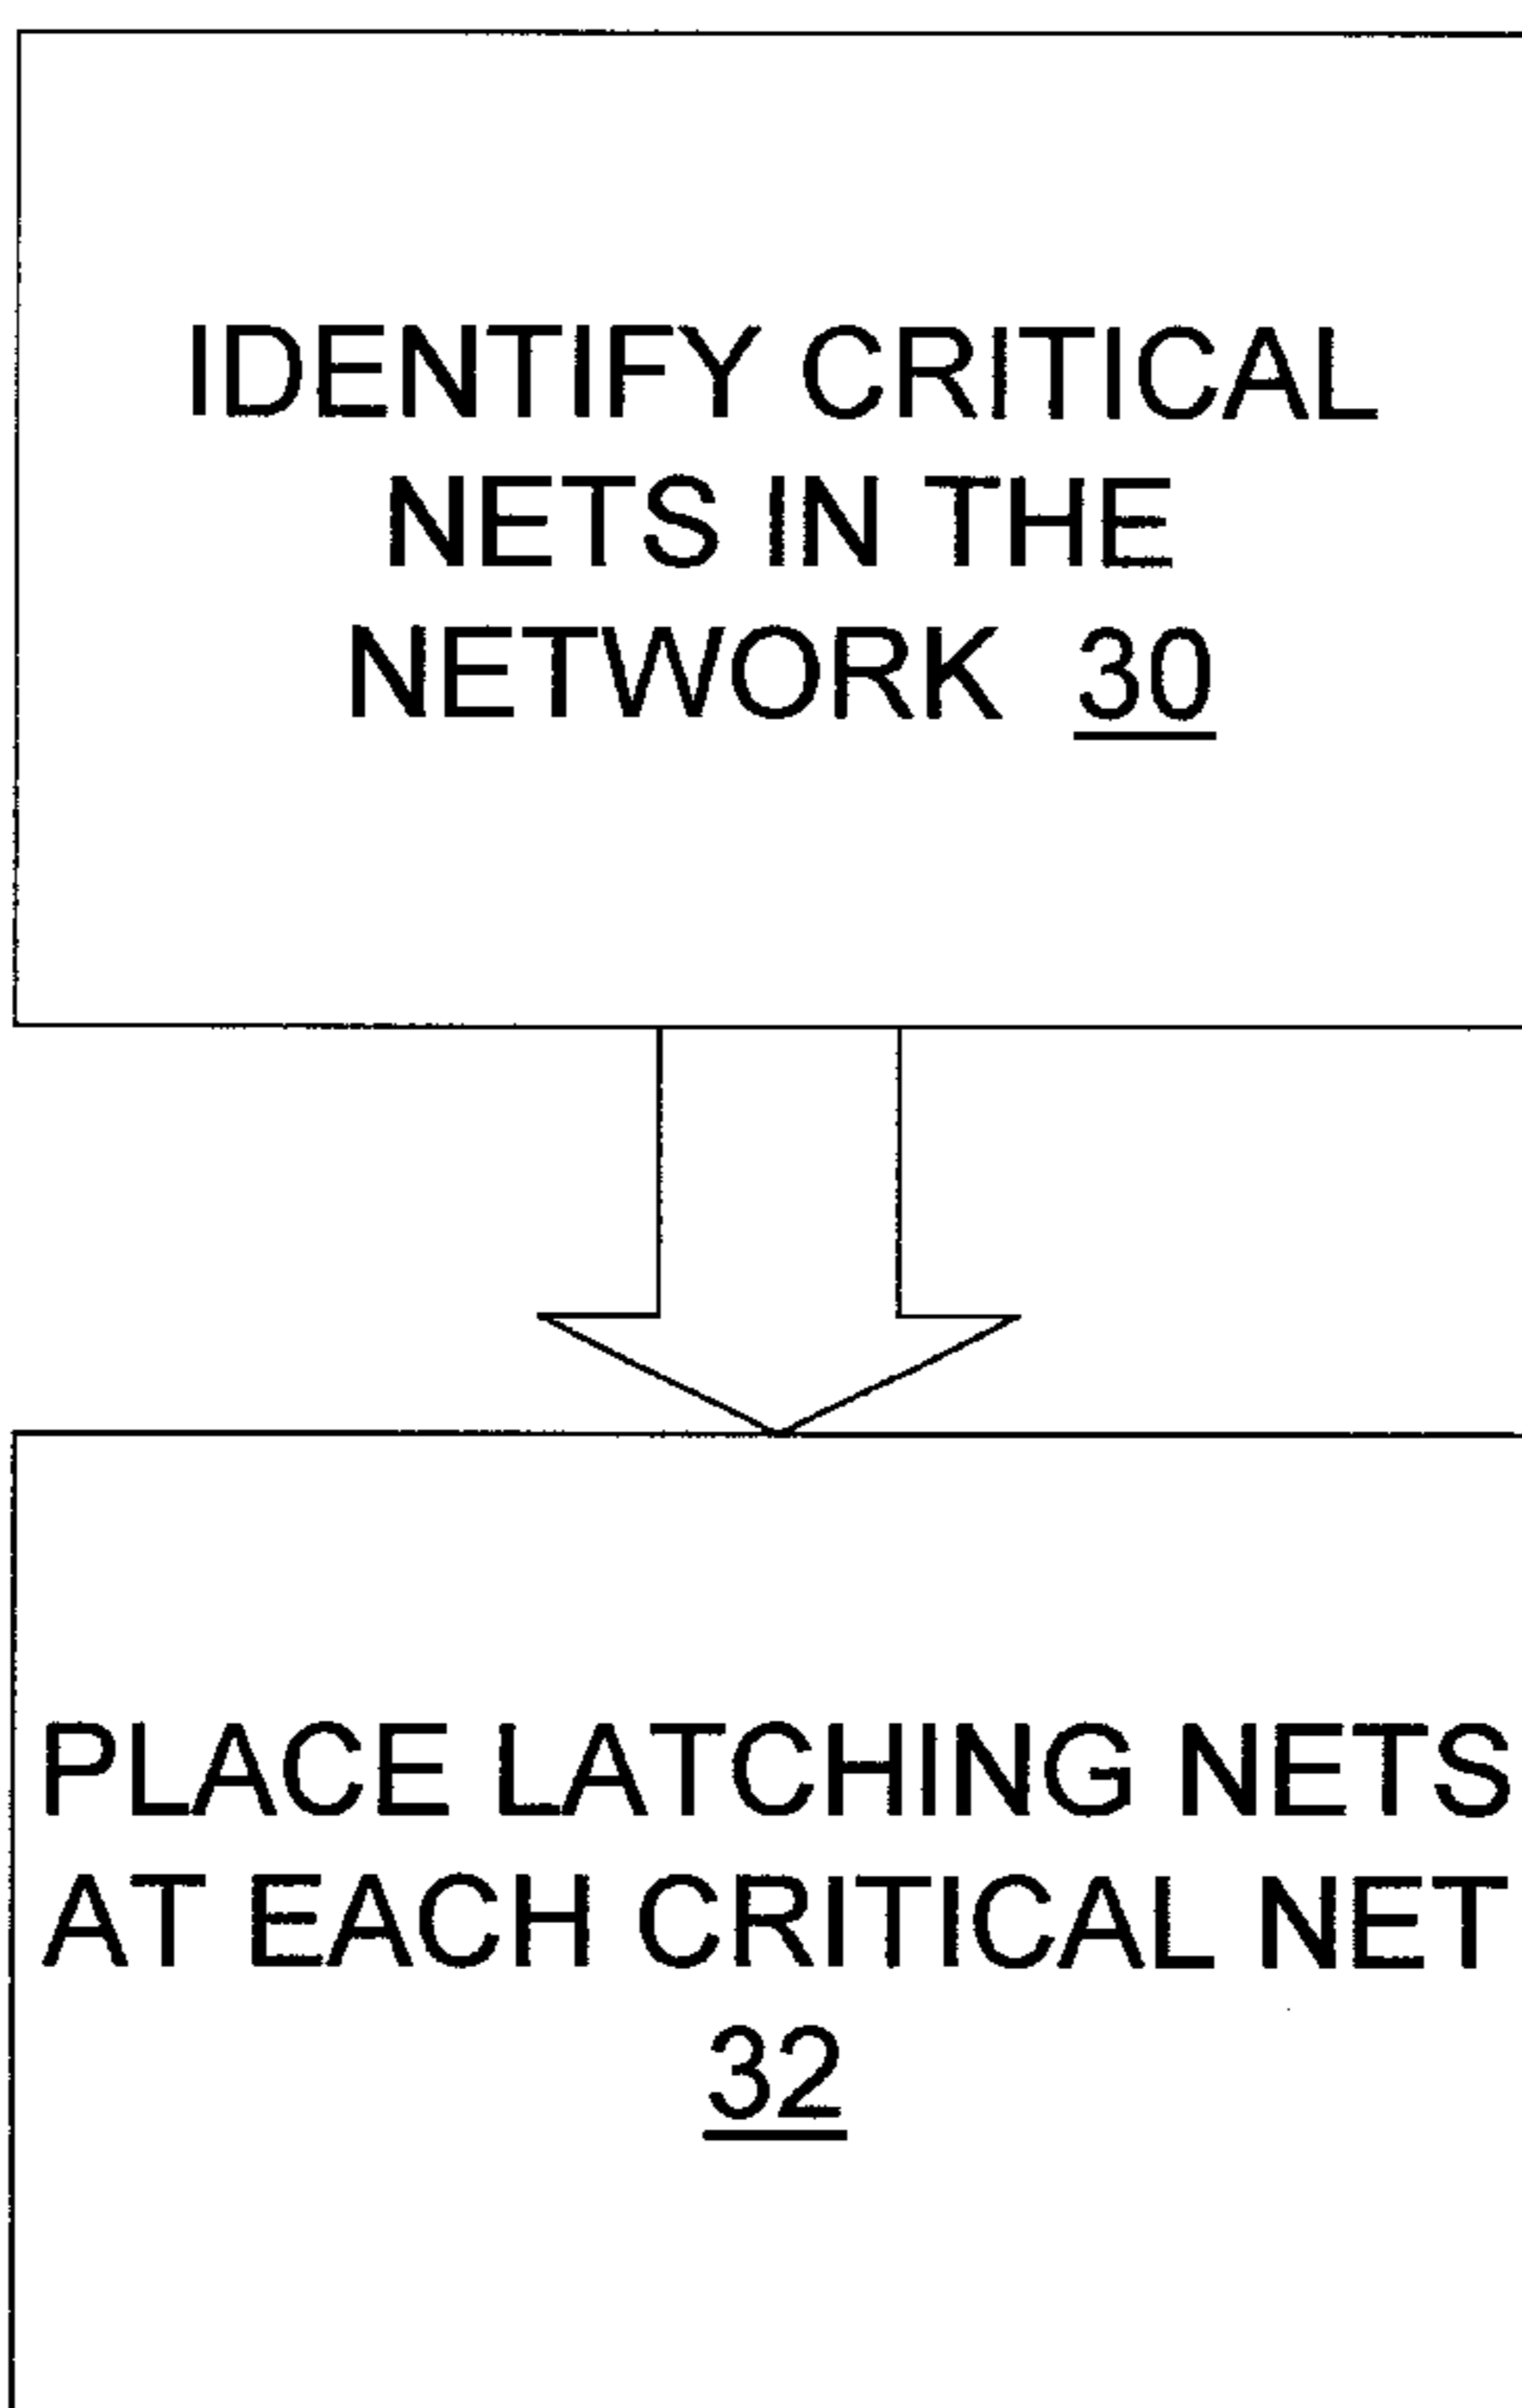 IDENTIFY CRITICAL
NETS IN THE
NETWORK 30
PLACE LATCHING NETS
AT EACH CRITICAL NET
32